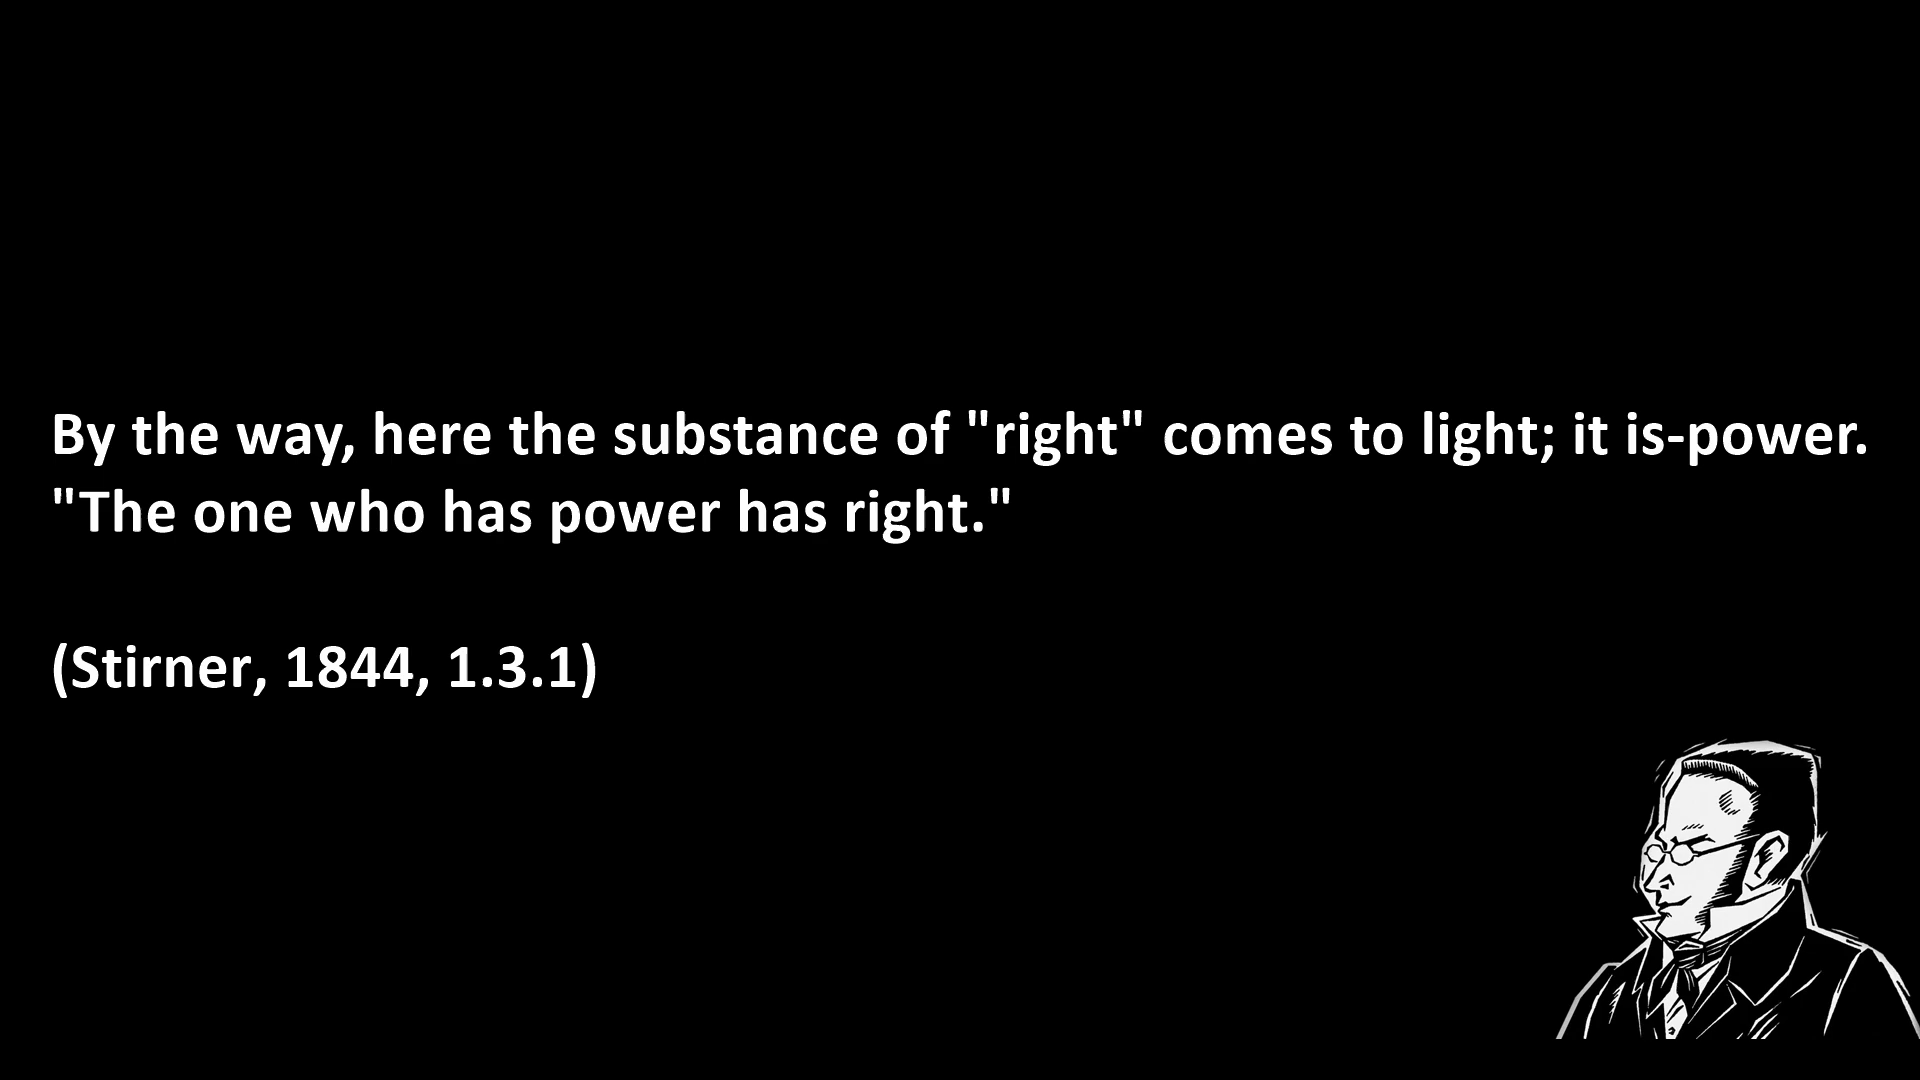 By the way, here the substance of "right" comes to light; it is-power.
"The one who has power has right."
(Stirner, 1844, 1.3.1)